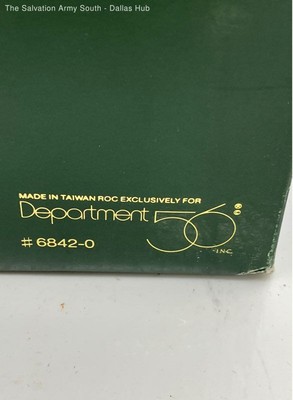 The Salvation Army South - Dallas Hub
MADE IN TAIWAN ROC EXCLUSIVELY FOR
Department 56®
INC.
# 6842-0